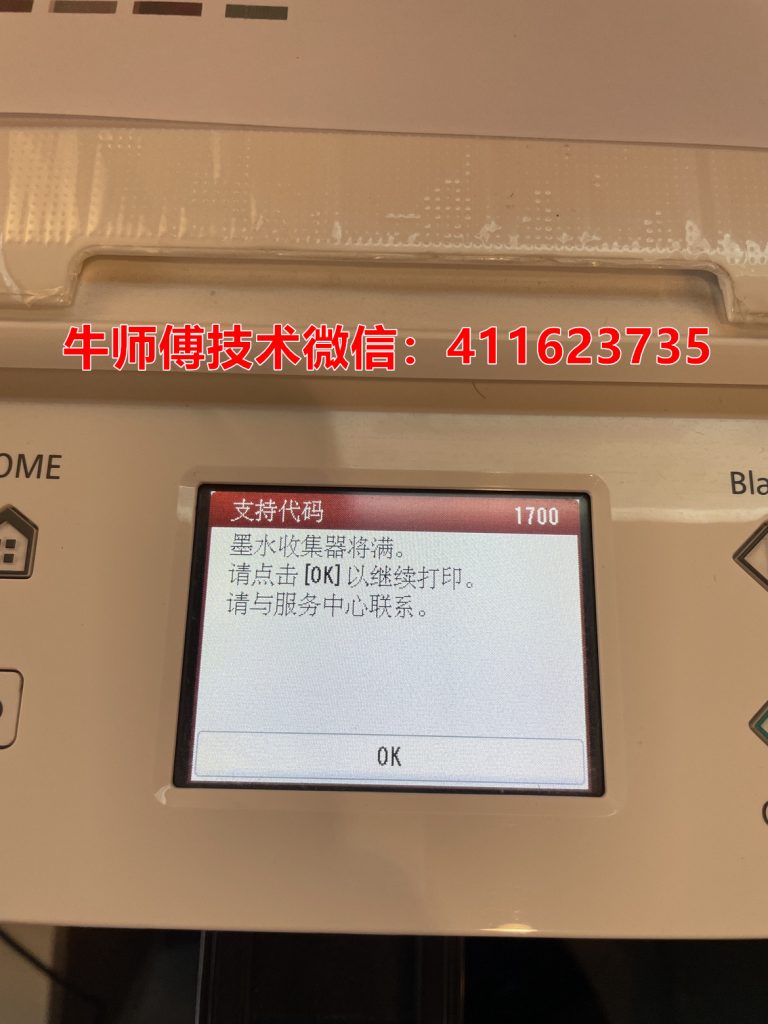 牛师傅技术微信：411623735
OME
Bla
支持代码 1700
墨水收集器将满。
请点击[OK]以继续打印。
请与服务中心联系。
OK